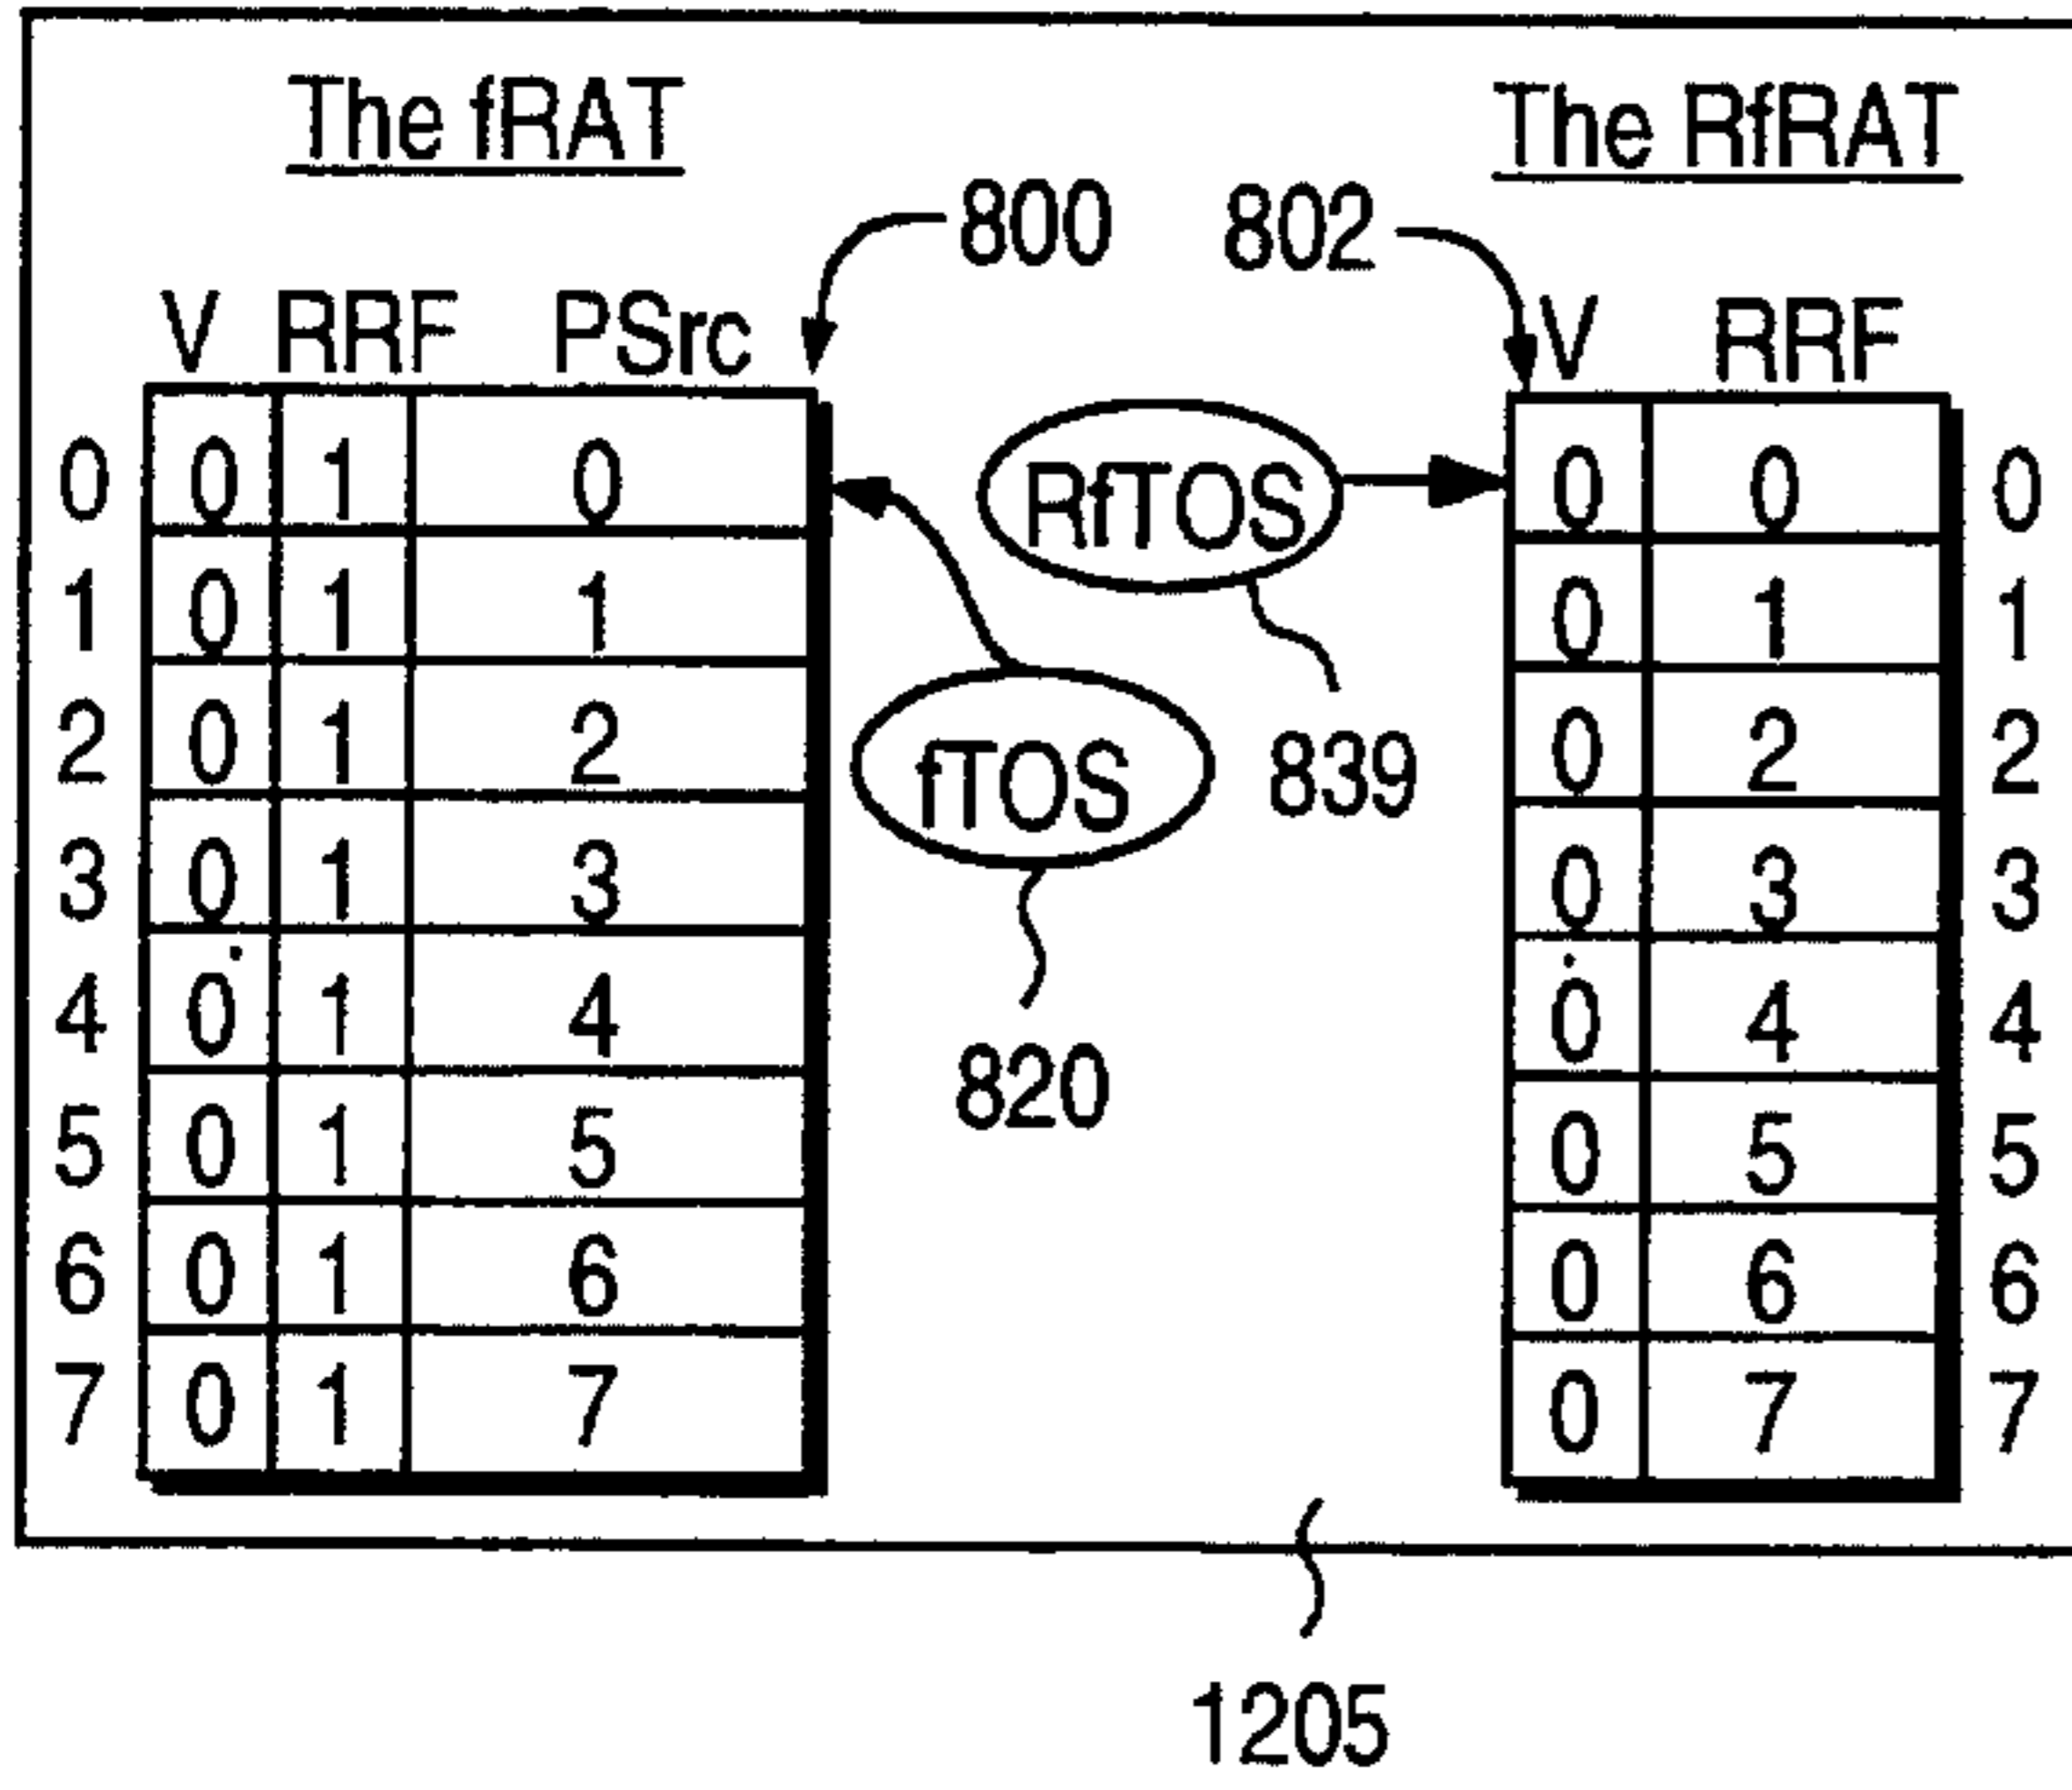 The fRAT The RfRAT
800 802
V RRF PSrc V RRF
0 0 1 0 RfTOS 0 0 0
1 0 1 1 0 1 1
2 0 1 2 fTOS 839 0 2 2
3 0 1 3 0 3 3
4 0 1 4 820 0 4 4
5 0 1 5 0 5 5
6 0 1 6 0 6 6
7 0 1 7 0 7 7
1205